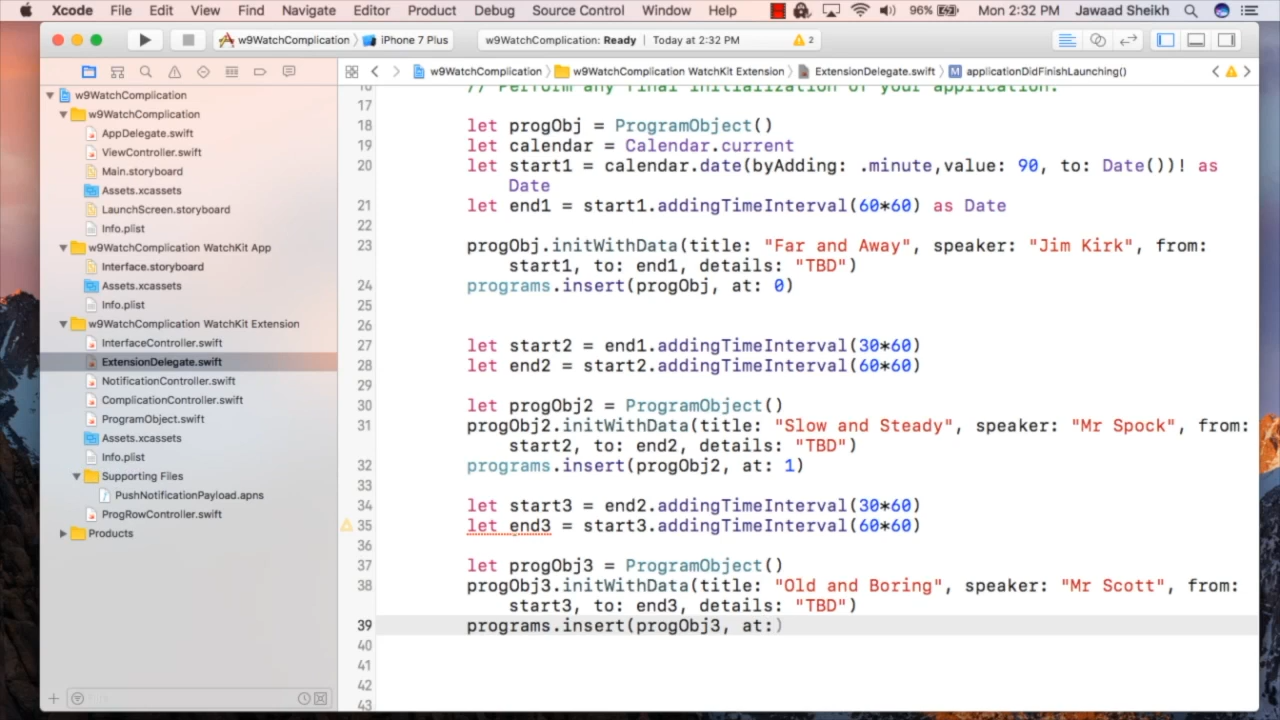 Xcode File Edit View Find Navigate Editor Product Debug Source Control Window Help 96% Mon 2:32 PM Jawaad Sheikh
w9WatchComplication iPhone 7 Plus w9WatchComplication: Ready Today at 2:32 PM 2
w9WatchComplication w9WatchComplication WatchKit Extension ExtensionDelegate.swift M applicationDidFinishLaunching()
w9WatchComplication
w9WatchComplication
AppDelegate.swift
ViewController.swift
Main.storyboard
Assets.xcassets
LaunchScreen.storyboard
Info.plist
w9WatchComplication WatchKit App
Interface.storyboard
Assets.xcassets
Info.plist
w9WatchComplication WatchKit Extension
InterfaceController.swift
ExtensionDelegate.swift
NotificationController.swift
ComplicationController.swift
ProgramObject.swift
Assets.xcassets
Info.plist
Supporting Files
PushNotificationPayload.apns
ProgRowController.swift
Products
16 // Perform any final initialization of your application.
17
18 let progObj = ProgramObject()
19 let calendar = Calendar.current
20 let start1 = calendar.date(byAdding: .minute,value: 90, to: Date())! as
Date
21 let end1 = start1.addingTimeInterval(60*60) as Date
22
23 progObj.initWithData(title: "Far and Away", speaker: "Jim Kirk", from:
start1, to: end1, details: "TBD")
24 programs.insert(progObj, at: 0)
25
26
27 let start2 = end1.addingTimeInterval(30*60)
28 let end2 = start2.addingTimeInterval(60*60)
29
30 let progObj2 = ProgramObject()
31 progObj2.initWithData(title: "Slow and Steady", speaker: "Mr Spock", from:
start2, to: end2, details: "TBD")
32 programs.insert(progObj2, at: 1)
33
34 let start3 = end2.addingTimeInterval(30*60)
35 let end3 = start3.addingTimeInterval(60*60)
36
37 let progObj3 = ProgramObject()
38 progObj3.initWithData(title: "Old and Boring", speaker: "Mr Scott", from:
start3, to: end3, details: "TBD")
39 programs.insert(progObj3, at:)
40
41
42
43